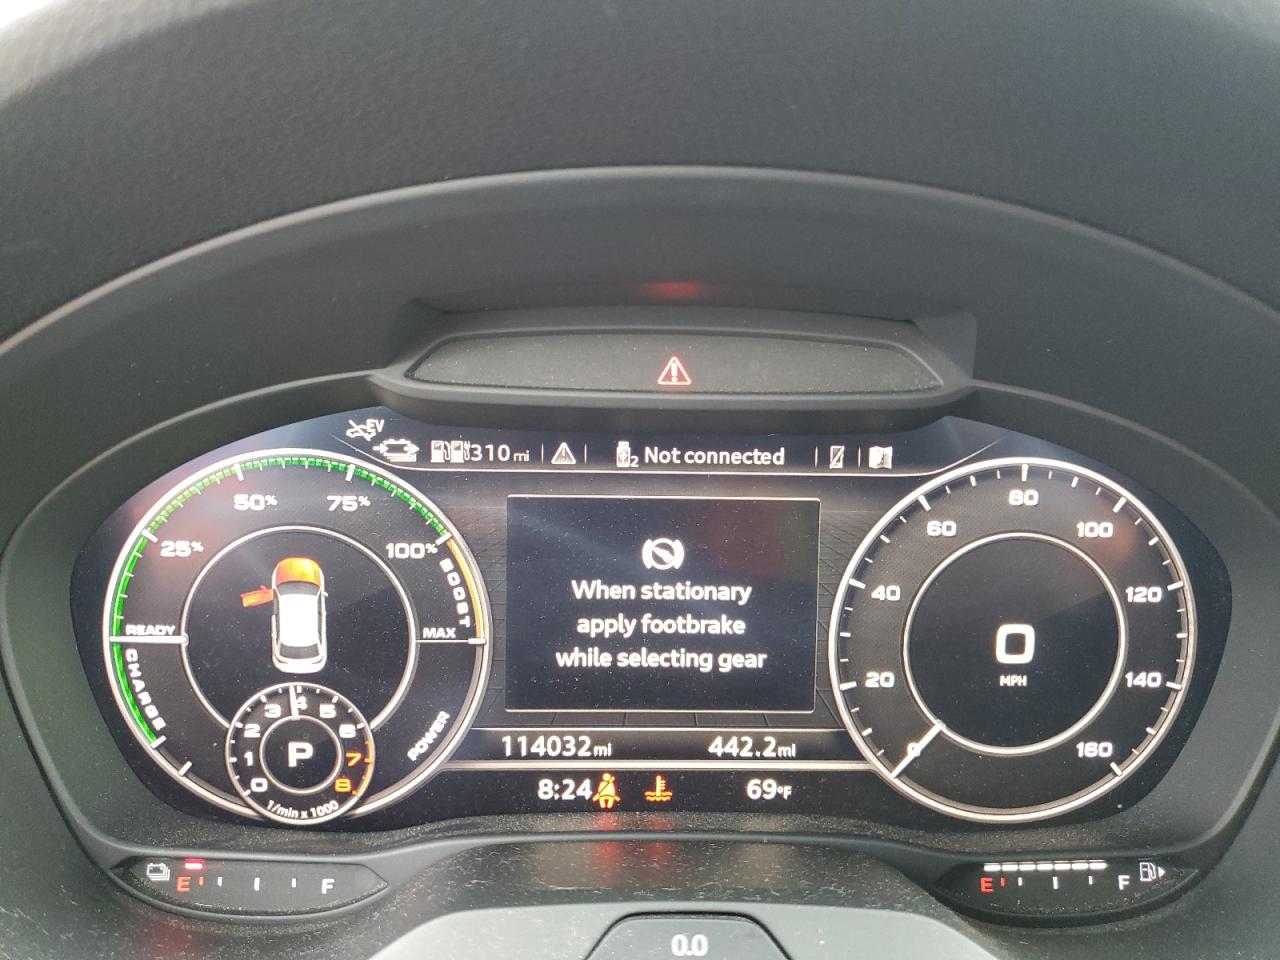 EV
310 mi
2 Not connected
25%
50%
75%
100%
BOOST
MAX
READY
CHARGE
POWER
0
1
2
3
4
5
6
7
8
P
1/min x 1000
When stationary
apply footbrake
while selecting gear
114032 mi
442.2 mi
8:24
69°F
0
20
40
60
80
100
120
140
160
0
MPH
E
F
E
F
0.0